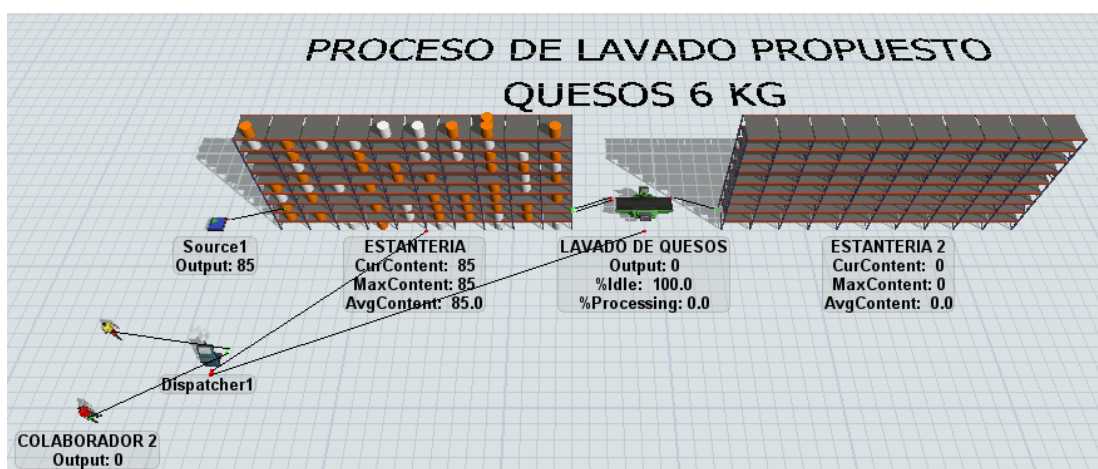 PROCESO DE LAVADO PROPUESTO
QUESOS 6 KG
Source1
Output: 85
ESTANTERIA
CurContent: 85
MaxContent: 85
AvgContent: 85.0
LAVADO DE QUESOS
Output: 0
%Idle: 100.0
%Processing: 0.0
ESTANTERIA 2
CurContent: 0
MaxContent: 0
AvgContent: 0.0
Dispatcher1
COLABORADOR 2
Output: 0